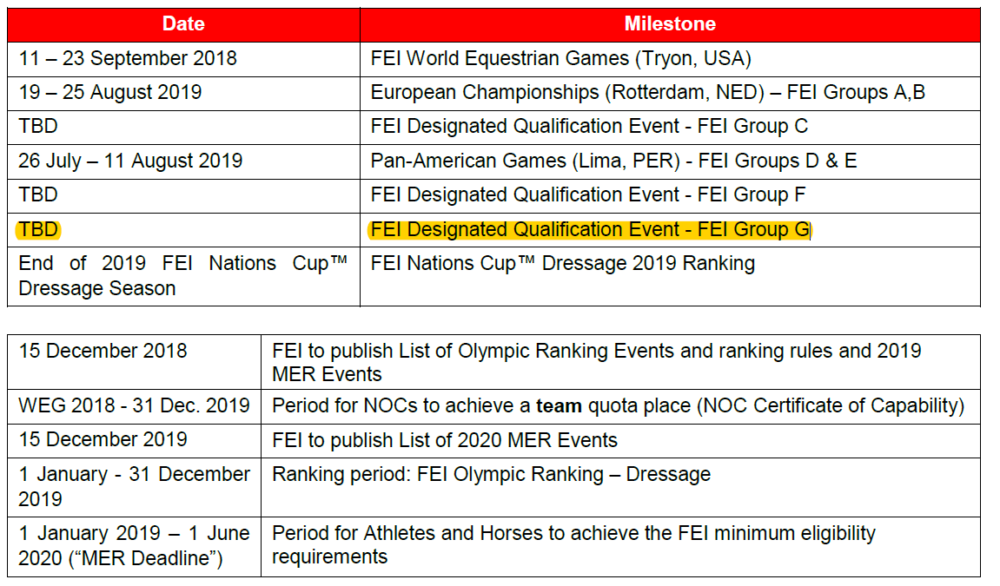 Date Milestone
11 – 23 September 2018 FEI World Equestrian Games (Tryon, USA)
19 – 25 August 2019 European Championships (Rotterdam, NED) – FEI Groups A,B
TBD FEI Designated Qualification Event - FEI Group C
26 July – 11 August 2019 Pan-American Games (Lima, PER) - FEI Groups D & E
TBD FEI Designated Qualification Event - FEI Group F
TBD FEI Designated Qualification Event - FEI Group G
End of 2019 FEI Nations Cup™ FEI Nations Cup™ Dressage 2019 Ranking
Dressage Season
15 December 2018 FEI to publish List of Olympic Ranking Events and ranking rules and 2019
MER Events
WEG 2018 - 31 Dec. 2019 Period for NOCs to achieve a team quota place (NOC Certificate of Capability)
15 December 2019 FEI to publish List of 2020 MER Events
1 January - 31 December Ranking period: FEI Olympic Ranking – Dressage
2019
1 January 2019 – 1 June Period for Athletes and Horses to achieve the FEI minimum eligibility
2020 (“MER Deadline”) requirements